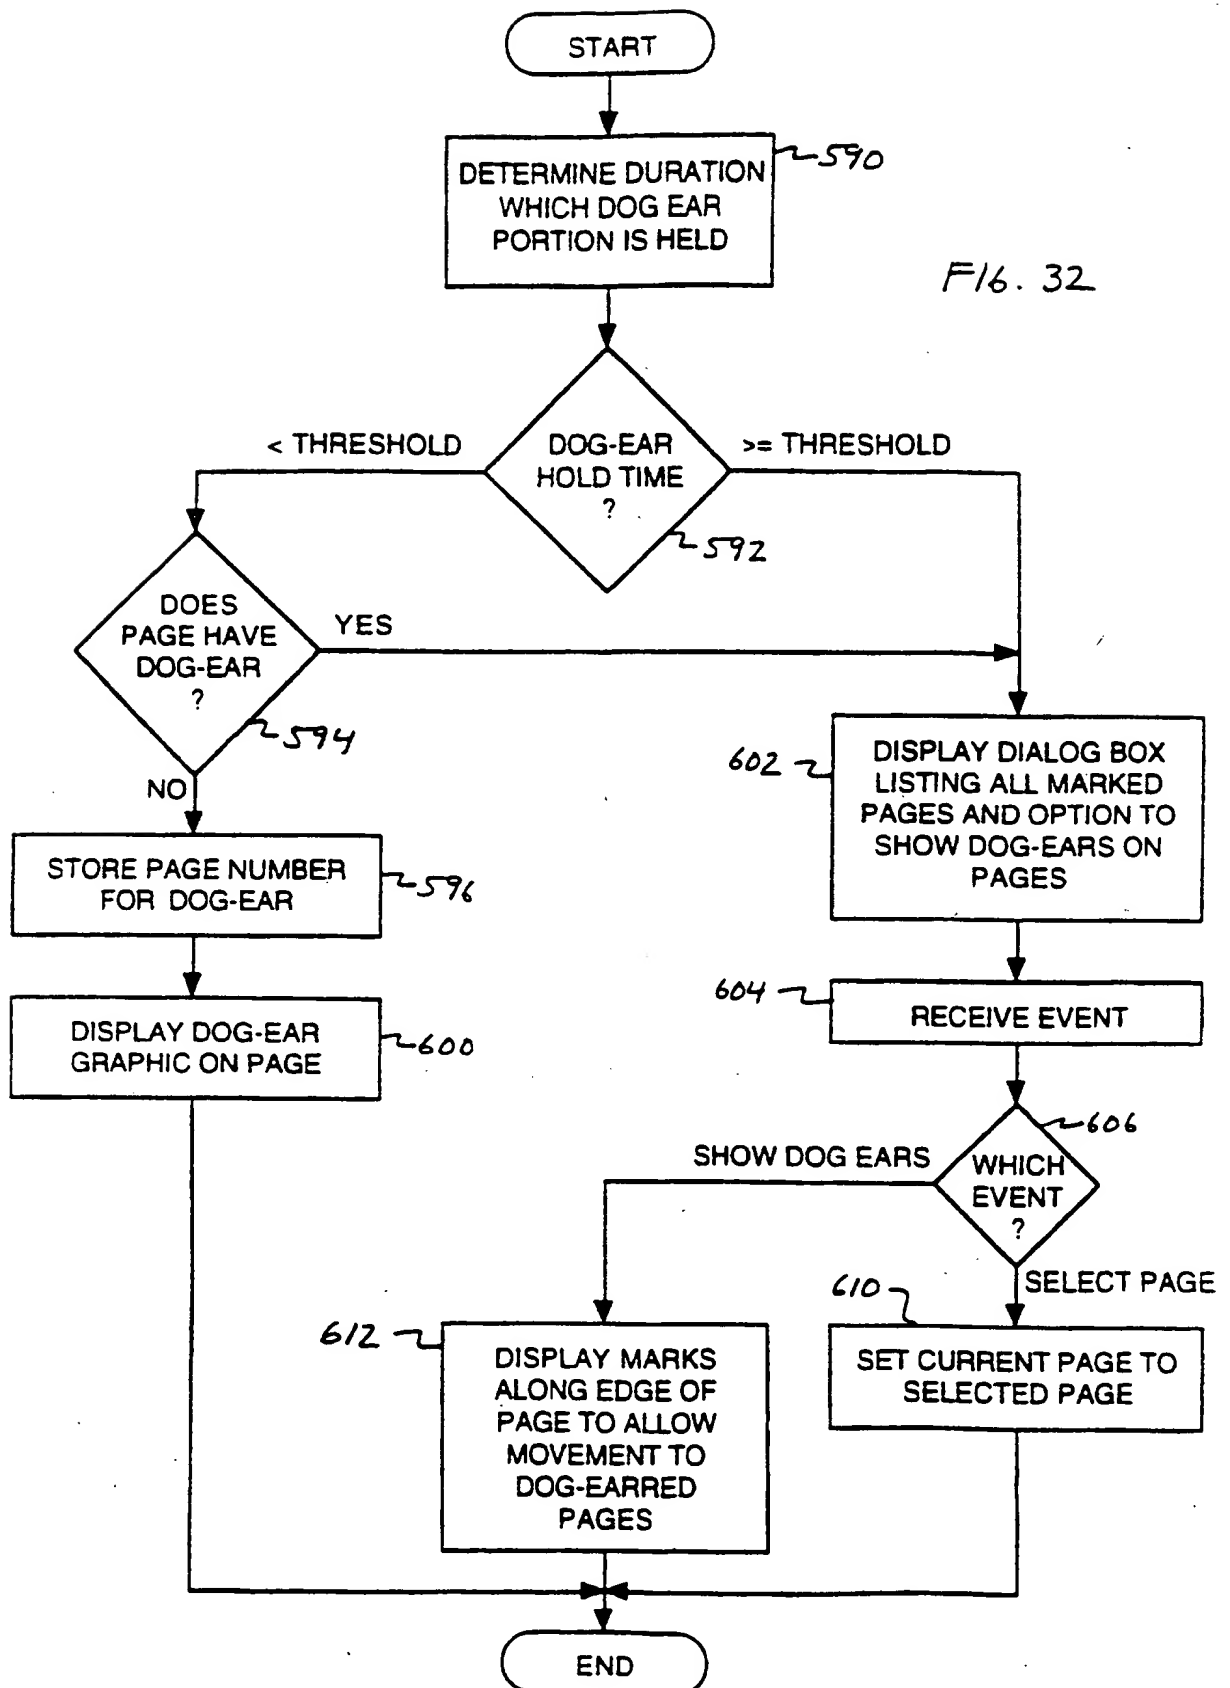 START
DETERMINE DURATION
WHICH DOG EAR
PORTION IS HELD
590
FIG. 32
DOG-EAR
HOLD TIME
?
< THRESHOLD
>= THRESHOLD
592
DOES
PAGE HAVE
DOG-EAR
?
YES
594
NO
STORE PAGE NUMBER
FOR DOG-EAR
596
DISPLAY DOG-EAR
GRAPHIC ON PAGE
600
602
DISPLAY DIALOG BOX
LISTING ALL MARKED
PAGES AND OPTION TO
SHOW DOG-EARS ON
PAGES
604
RECEIVE EVENT
606
WHICH
EVENT
?
SHOW DOG EARS
SELECT PAGE
612
DISPLAY MARKS
ALONG EDGE OF
PAGE TO ALLOW
MOVEMENT TO
DOG-EARRED
PAGES
610
SET CURRENT PAGE TO
SELECTED PAGE
END